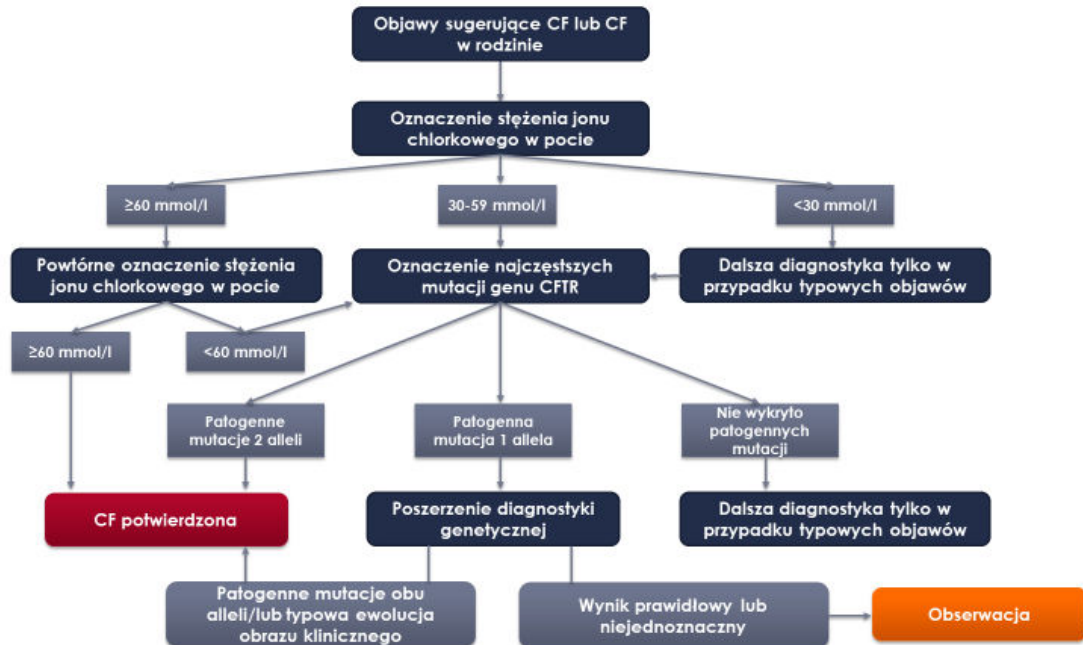 Objawy sugerujące CF lub CF
w rodzinie
Oznaczenie stężenia jonu
chlorkowego w pocie
≥60 mmol/l
30-59 mmol/l
<30 mmol/l
Powtórne oznaczenie stężenia
jonu chlorkowego w pocie
Oznaczenie najczęstszych
mutacji genu CFTR
Dalsza diagnostyka tylko w
przypadku typowych objawów
≥60 mmol/l
<60 mmol/l
Patogenne
mutacje 2 alleli
Patogenna
mutacja 1 allela
Nie wykryto
patogennych
mutacji
CF potwierdzona
Poszerzenie diagnostyki
genetycznej
Dalsza diagnostyka tylko w
przypadku typowych objawów
Patogenne mutacje obu
alleli/lub typowa ewolucja
obrazu klinicznego
Wynik prawidłowy lub
niejednoznaczny
Obserwacja